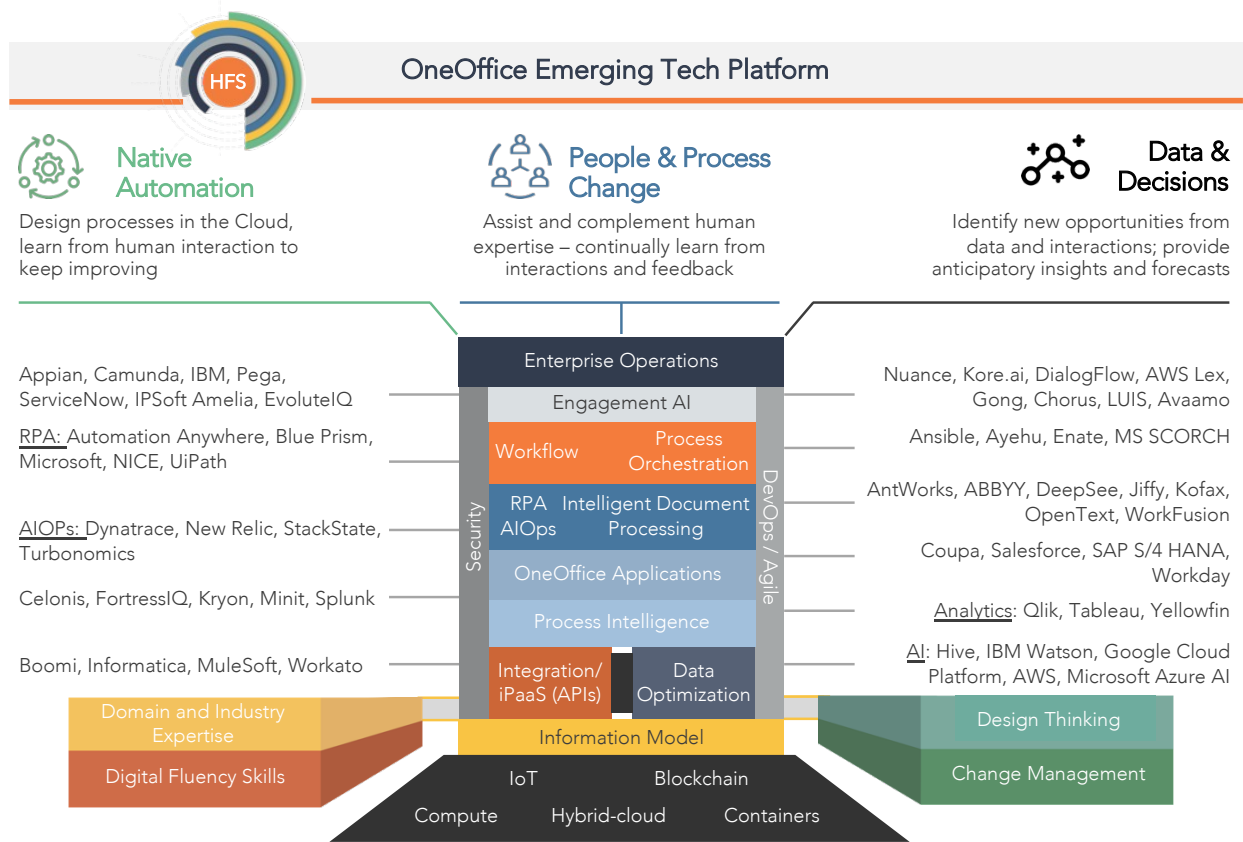 HFS
OneOffice Emerging Tech Platform
Native
Automation
Design processes in the Cloud,
learn from human interaction to
keep improving
People & Process
Change
Assist and complement human
expertise – continually learn from
interactions and feedback
Data &
Decisions
Identify new opportunities from
data and interactions; provide
anticipatory insights and forecasts
Appian, Camunda, IBM, Pega,
ServiceNow, IPSoft Amelia, EvoluteIQ
RPA: Automation Anywhere, Blue Prism,
Microsoft, NICE, UiPath
AIOPs: Dynatrace, New Relic, StackState,
Turbonomics
Celonis, FortressIQ, Kryon, Minit, Splunk
Boomi, Informatica, MuleSoft, Workato
Enterprise Operations
Security
Engagement AI
Workflow
Process
Orchestration
RPA
AIOps
Intelligent Document
Processing
OneOffice Applications
Process Intelligence
Integration/
iPaaS (APIs)
Data
Optimization
DevOps / Agile
Information Model
Nuance, Kore.ai, DialogFlow, AWS Lex,
Gong, Chorus, LUIS, Avaamo
Ansible, Ayehu, Enate, MS SCORCH
AntWorks, ABBYY, DeepSee, Jiffy, Kofax,
OpenText, WorkFusion
Coupa, Salesforce, SAP S/4 HANA,
Workday
Analytics: Qlik, Tableau, Yellowfin
AI: Hive, IBM Watson, Google Cloud
Platform, AWS, Microsoft Azure AI
Domain and Industry
Expertise
Digital Fluency Skills
Design Thinking
Change Management
IoT
Blockchain
Compute
Hybrid-cloud
Containers